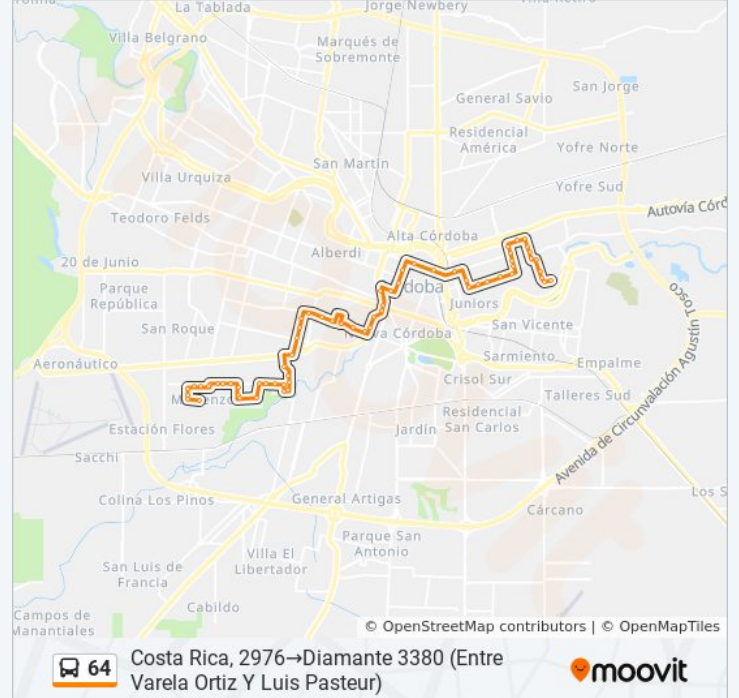 La Tablada
Jorge Newbery
Villa Belgrano
Marqués de
Sobremonte
San Jorge
General Savio
Residencial
América
Yofre Norte
San Martín
Villa Urquiza
Yofre Sud
Teodoro Felds
Autovía Córd
Alta Córdoba
Alberdi
20 de Junio
Parque
República
doba
Juniors
San Roque
San Vicente
va Córdoba
Sarmiento
Aeronáutico
Empalme
Crisol Sur
Talleres Sud
Residencial
San Carlos
Estación Flores
Jardín
Avenida de Circunvalación Agustín Tosco
Sacchi
Colina Los Pinos
General Artigas
Los S
Cárcano
Parque San
Antonio
Villa El
Libertador
San Luis de
Francia
Cabildo
Campos de
Manantiales
© OpenStreetMap contributors | © OpenMapTiles
64
Costa Rica, 2976→Diamante 3380 (Entre
Varela Ortiz Y Luis Pasteur)
moovit